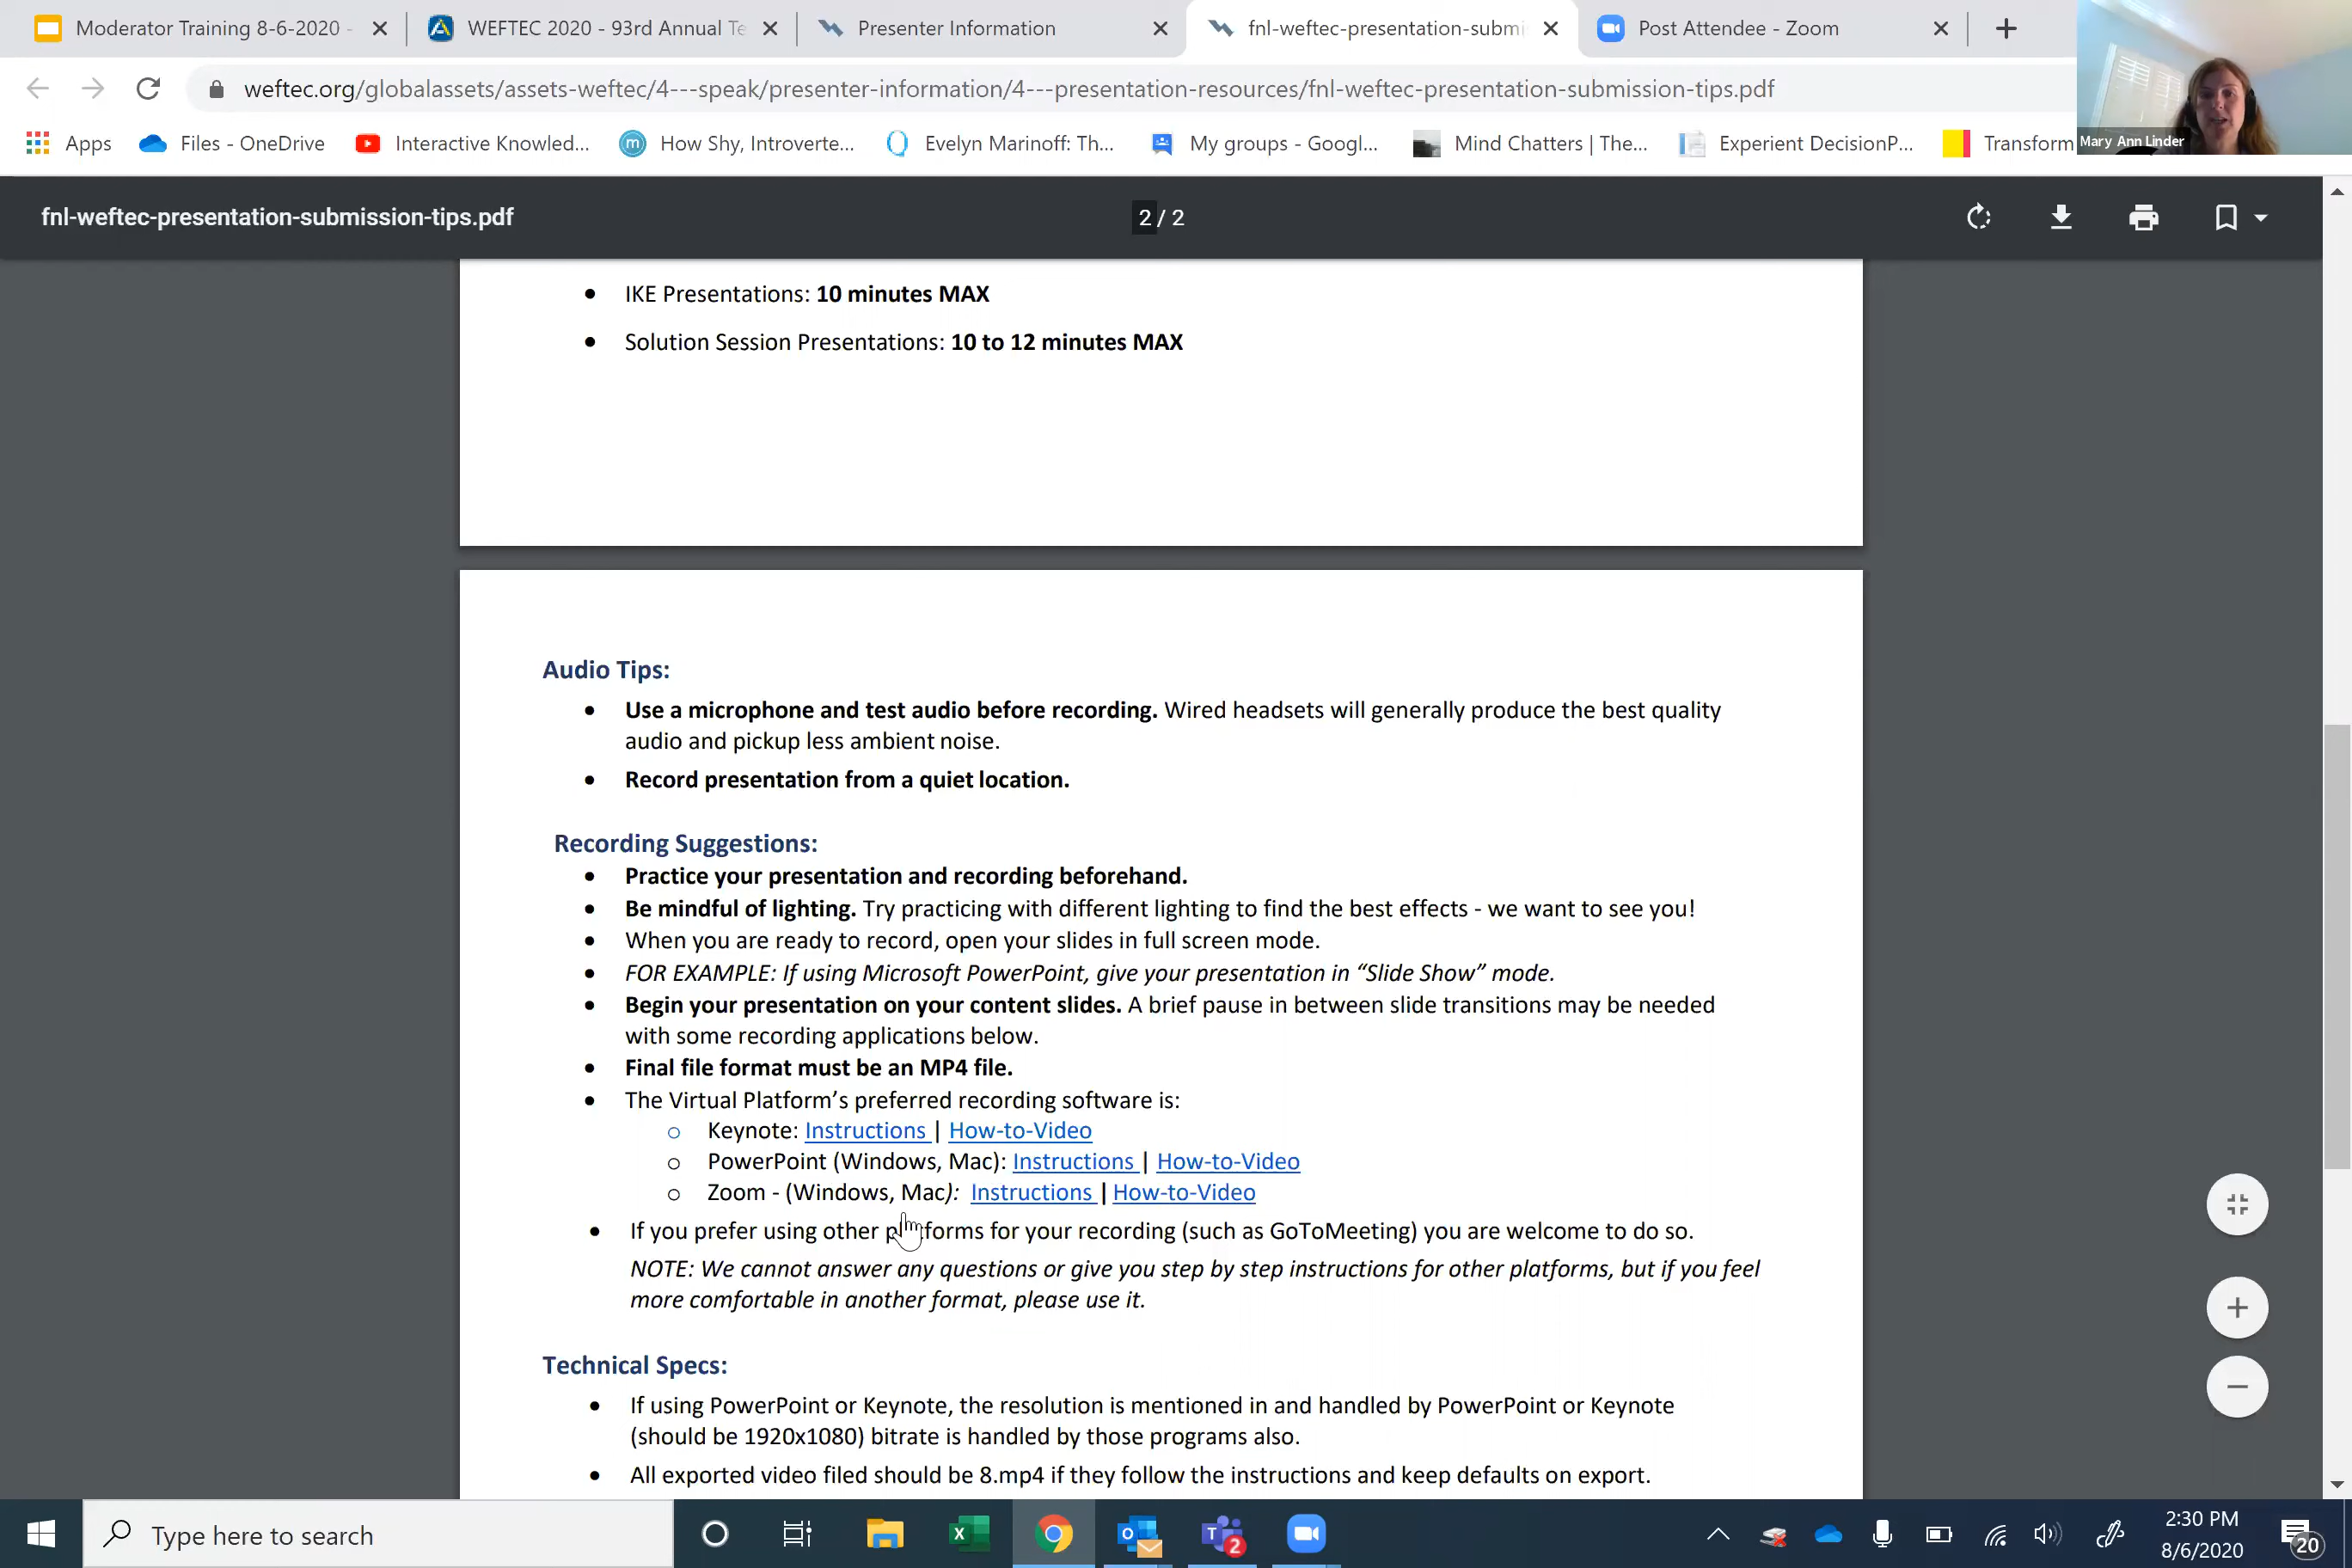 Moderator Training 8-6-2020 -
WEFTEC 2020 - 93rd Annual Te
Presenter Information
fnl-weftec-presentation-submi
Post Attendee - Zoom
weftec.org/globalassets/assets-weftec/4---speak/presenter-information/4---presentation-resources/fnl-weftec-presentation-submission-tips.pdf
Apps
Files - OneDrive
Interactive Knowled...
How Shy, Introverte...
Evelyn Marinoff: Th...
My groups - Googl...
Mind Chatters | The...
Experient DecisionP...
Transform
Mary Ann Linder
fnl-weftec-presentation-submission-tips.pdf
2 / 2
• IKE Presentations: 10 minutes MAX
• Solution Session Presentations: 10 to 12 minutes MAX
Audio Tips:
• Use a microphone and test audio before recording. Wired headsets will generally produce the best quality
audio and pickup less ambient noise.
• Record presentation from a quiet location.
Recording Suggestions:
• Practice your presentation and recording beforehand.
• Be mindful of lighting. Try practicing with different lighting to find the best effects - we want to see you!
• When you are ready to record, open your slides in full screen mode.
• FOR EXAMPLE: If using Microsoft PowerPoint, give your presentation in “Slide Show” mode.
• Begin your presentation on your content slides. A brief pause in between slide transitions may be needed
with some recording applications below.
• Final file format must be an MP4 file.
• The Virtual Platform’s preferred recording software is:
o Keynote: Instructions | How-to-Video
o PowerPoint (Windows, Mac): Instructions | How-to-Video
o Zoom - (Windows, Mac): Instructions | How-to-Video
• If you prefer using other platforms for your recording (such as GoToMeeting) you are welcome to do so.
NOTE: We cannot answer any questions or give you step by step instructions for other platforms, but if you feel
more comfortable in another format, please use it.
Technical Specs:
• If using PowerPoint or Keynote, the resolution is mentioned in and handled by PowerPoint or Keynote
(should be 1920x1080) bitrate is handled by those programs also.
• All exported video filed should be 8.mp4 if they follow the instructions and keep defaults on export.
Type here to search
2
2:30 PM
8/6/2020
20